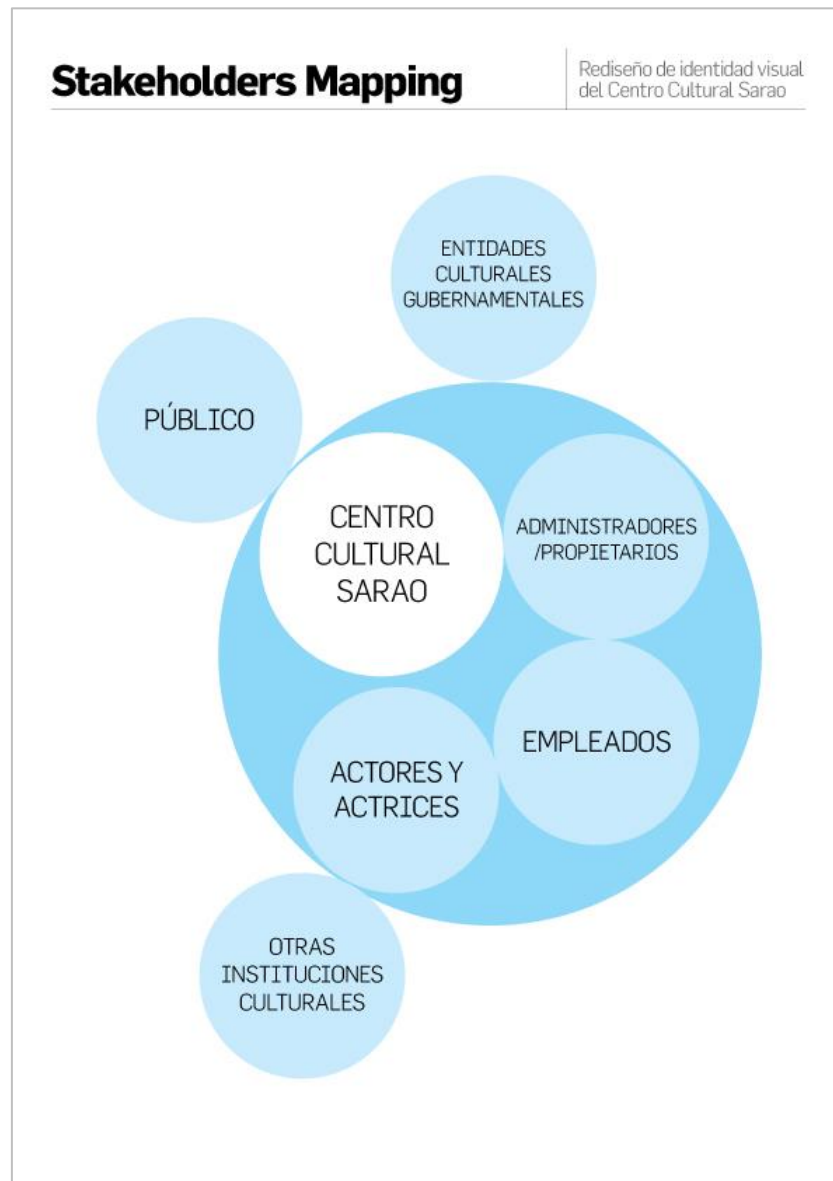 Stakeholders Mapping
Rediseño de identidad visual
del Centro Cultural Sarao
ENTIDADES
CULTURALES
GUBERNAMENTALES
PÚBLICO
CENTRO
CULTURAL
SARAO
ADMINISTRADORES
/PROPIETARIOS
EMPLEADOS
ACTORES Y
ACTRICES
OTRAS
INSTITUCIONES
CULTURALES